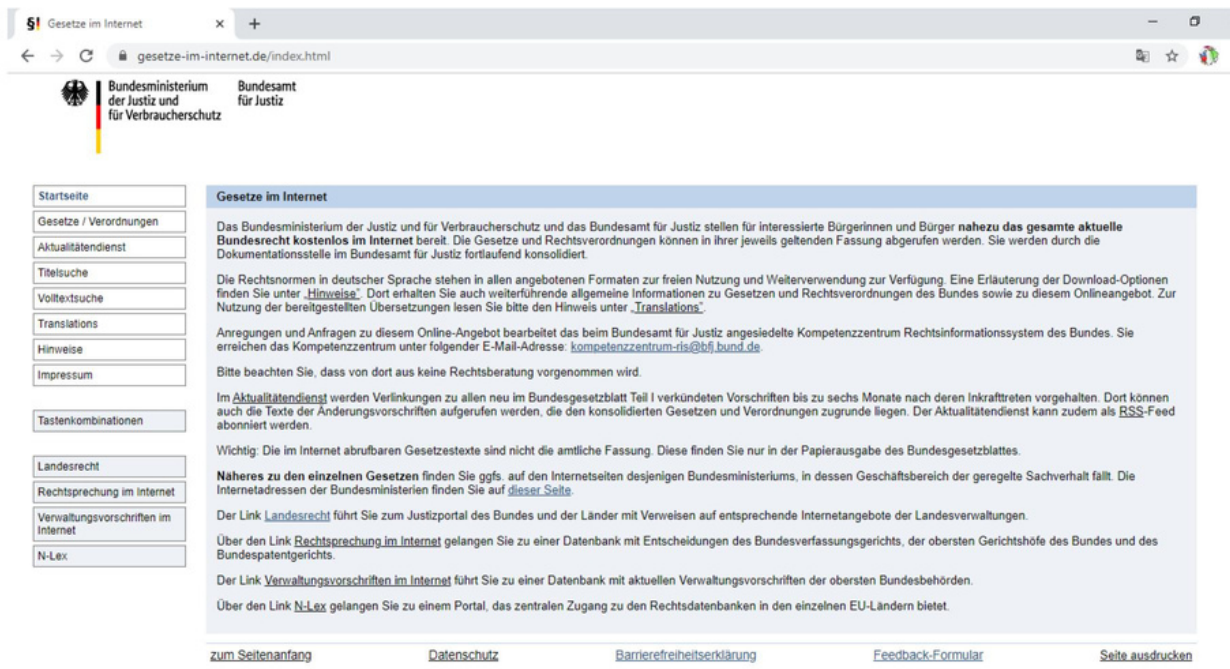 §! Gesetze im Internet
gesetze-im-internet.de/index.html
Bundesministerium
der Justiz und
für Verbraucherschutz
Bundesamt
für Justiz
Startseite
Gesetze / Verordnungen
Aktualitätendienst
Titelsuche
Volltextsuche
Translations
Hinweise
Impressum
Tastenkombinationen
Landesrecht
Rechtsprechung im Internet
Verwaltungsvorschriften im
Internet
N-Lex
Gesetze im Internet
Das Bundesministerium der Justiz und für Verbraucherschutz und das Bundesamt für Justiz stellen für interessierte Bürgerinnen und Bürger nahezu das gesamte aktuelle
Bundesrecht kostenlos im Internet bereit. Die Gesetze und Rechtsverordnungen können in ihrer jeweils geltenden Fassung abgerufen werden. Sie werden durch die
Dokumentationsstelle im Bundesamt für Justiz fortlaufend konsolidiert.
Die Rechtsnormen in deutscher Sprache stehen in allen angebotenen Formaten zur freien Nutzung und Weiterverwendung zur Verfügung. Eine Erläuterung der Download-Optionen
finden Sie unter „Hinweise“. Dort erhalten Sie auch weiterführende allgemeine Informationen zu Gesetzen und Rechtsverordnungen des Bundes sowie zu diesem Onlineangebot. Zur
Nutzung der bereitgestellten Übersetzungen lesen Sie bitte den Hinweis unter „Translations“.
Anregungen und Anfragen zu diesem Online-Angebot bearbeitet das beim Bundesamt für Justiz angesiedelte Kompetenzzentrum Rechtsinformationssystem des Bundes. Sie
erreichen das Kompetenzzentrum unter folgender E-Mail-Adresse: kompetenzzentrum-ris@bfj.bund.de.
Bitte beachten Sie, dass von dort aus keine Rechtsberatung vorgenommen wird.
Im Aktualitätendienst werden Verlinkungen zu allen neu im Bundesgesetzblatt Teil I verkündeten Vorschriften bis zu sechs Monate nach deren Inkrafttreten vorgehalten. Dort können
auch die Texte der Änderungsvorschriften aufgerufen werden, die den konsolidierten Gesetzen und Verordnungen zugrunde liegen. Der Aktualitätendienst kann zudem als RSS-Feed
abonniert werden.
Wichtig: Die im Internet abrufbaren Gesetzestexte sind nicht die amtliche Fassung. Diese finden Sie nur in der Papierausgabe des Bundesgesetzblattes.
Näheres zu den einzelnen Gesetzen finden Sie ggfs. auf den Internetseiten desjenigen Bundesministeriums, in dessen Geschäftsbereich der geregelte Sachverhalt fällt. Die
Internetadressen der Bundesministerien finden Sie auf dieser Seite.
Der Link Landesrecht führt Sie zum Justizportal des Bundes und der Länder mit Verweisen auf entsprechende Internetangebote der Landesverwaltungen.
Über den Link Rechtsprechung im Internet gelangen Sie zu einer Datenbank mit Entscheidungen des Bundesverfassungsgerichts, der obersten Gerichtshöfe des Bundes und des
Bundespatentgerichts.
Der Link Verwaltungsvorschriften im Internet führt Sie zu einer Datenbank mit aktuellen Verwaltungsvorschriften der obersten Bundesbehörden.
Über den Link N-Lex gelangen Sie zu einem Portal, das zentralen Zugang zu den Rechtsdatenbanken in den einzelnen EU-Ländern bietet.
zum Seitenanfang Datenschutz Barrierefreiheitserklärung Feedback-Formular Seite ausdrucken